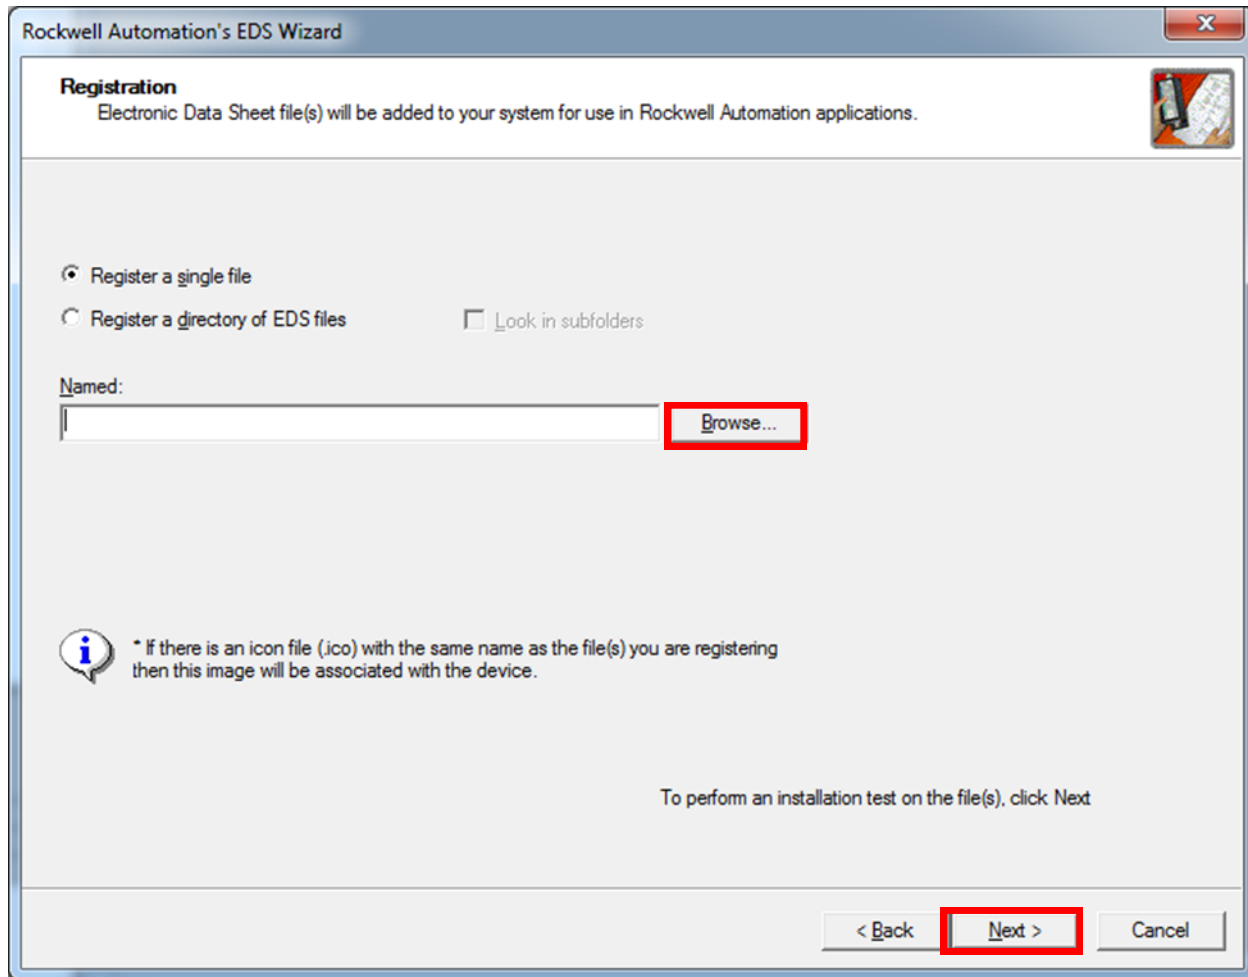 Rockwell Automation's EDS Wizard
Registration
Electronic Data Sheet file(s) will be added to your system for use in Rockwell Automation applications.
Register a single file
Register a directory of EDS files
Look in subfolders
Named:
Browse...
* If there is an icon file (.ico) with the same name as the file(s) you are registering
then this image will be associated with the device.
To perform an installation test on the file(s), click Next
< Back
Next >
Cancel